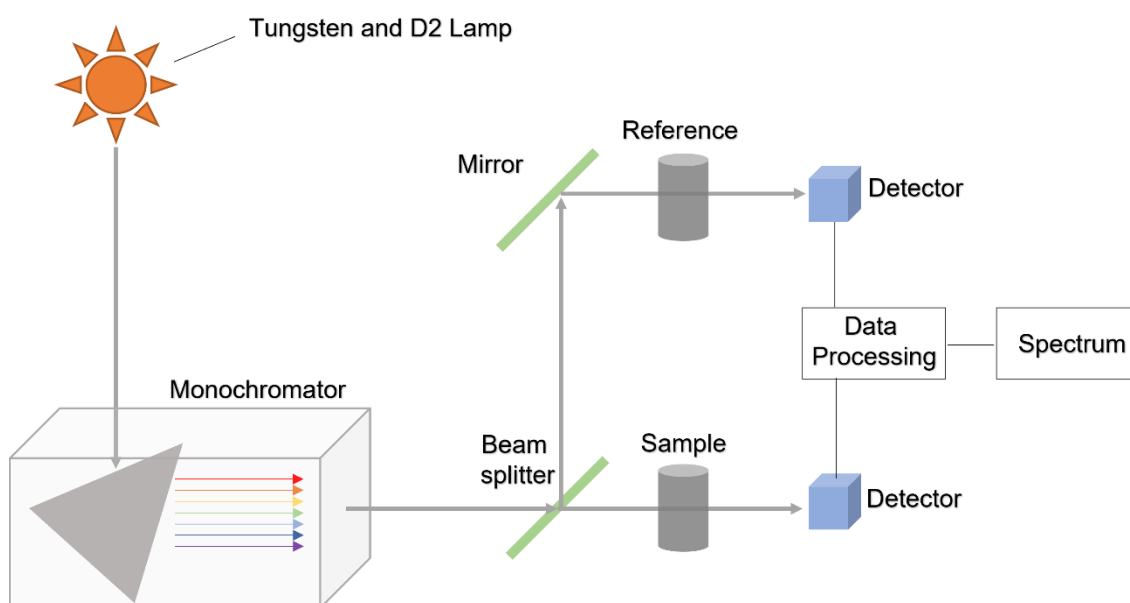 Tungsten and D2 Lamp
Reference
Mirror
Detector
Data
Processing
Spectrum
Monochromator
Beam
splitter
Sample
Detector